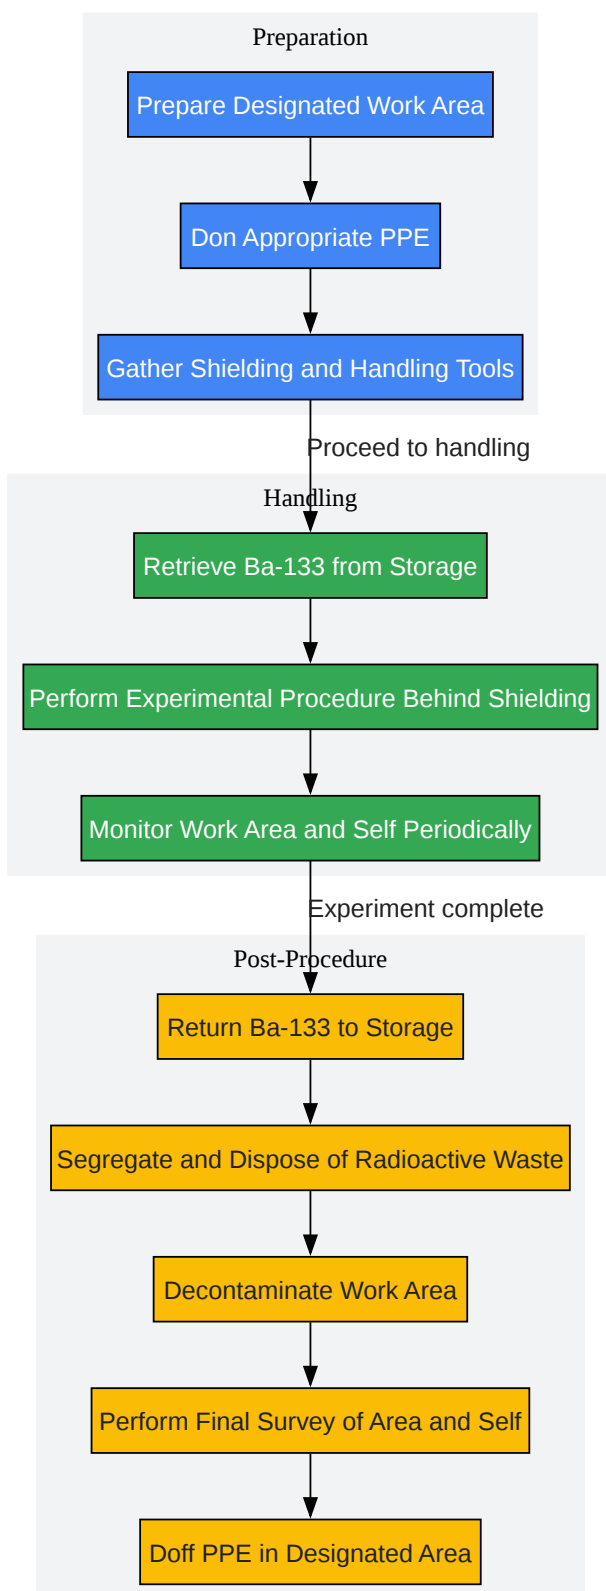 Preparation
Prepare Designated Work Area
Don Appropriate PPE
Gather Shielding and Handling Tools
Proceed to handling
Handling
Retrieve Ba-133 from Storage
Perform Experimental Procedure Behind Shielding
Monitor Work Area and Self Periodically
Experiment complete
Post-Procedure
Return Ba-133 to Storage
Segregate and Dispose of Radioactive Waste
Decontaminate Work Area
Perform Final Survey of Area and Self
Doff PPE in Designated Area